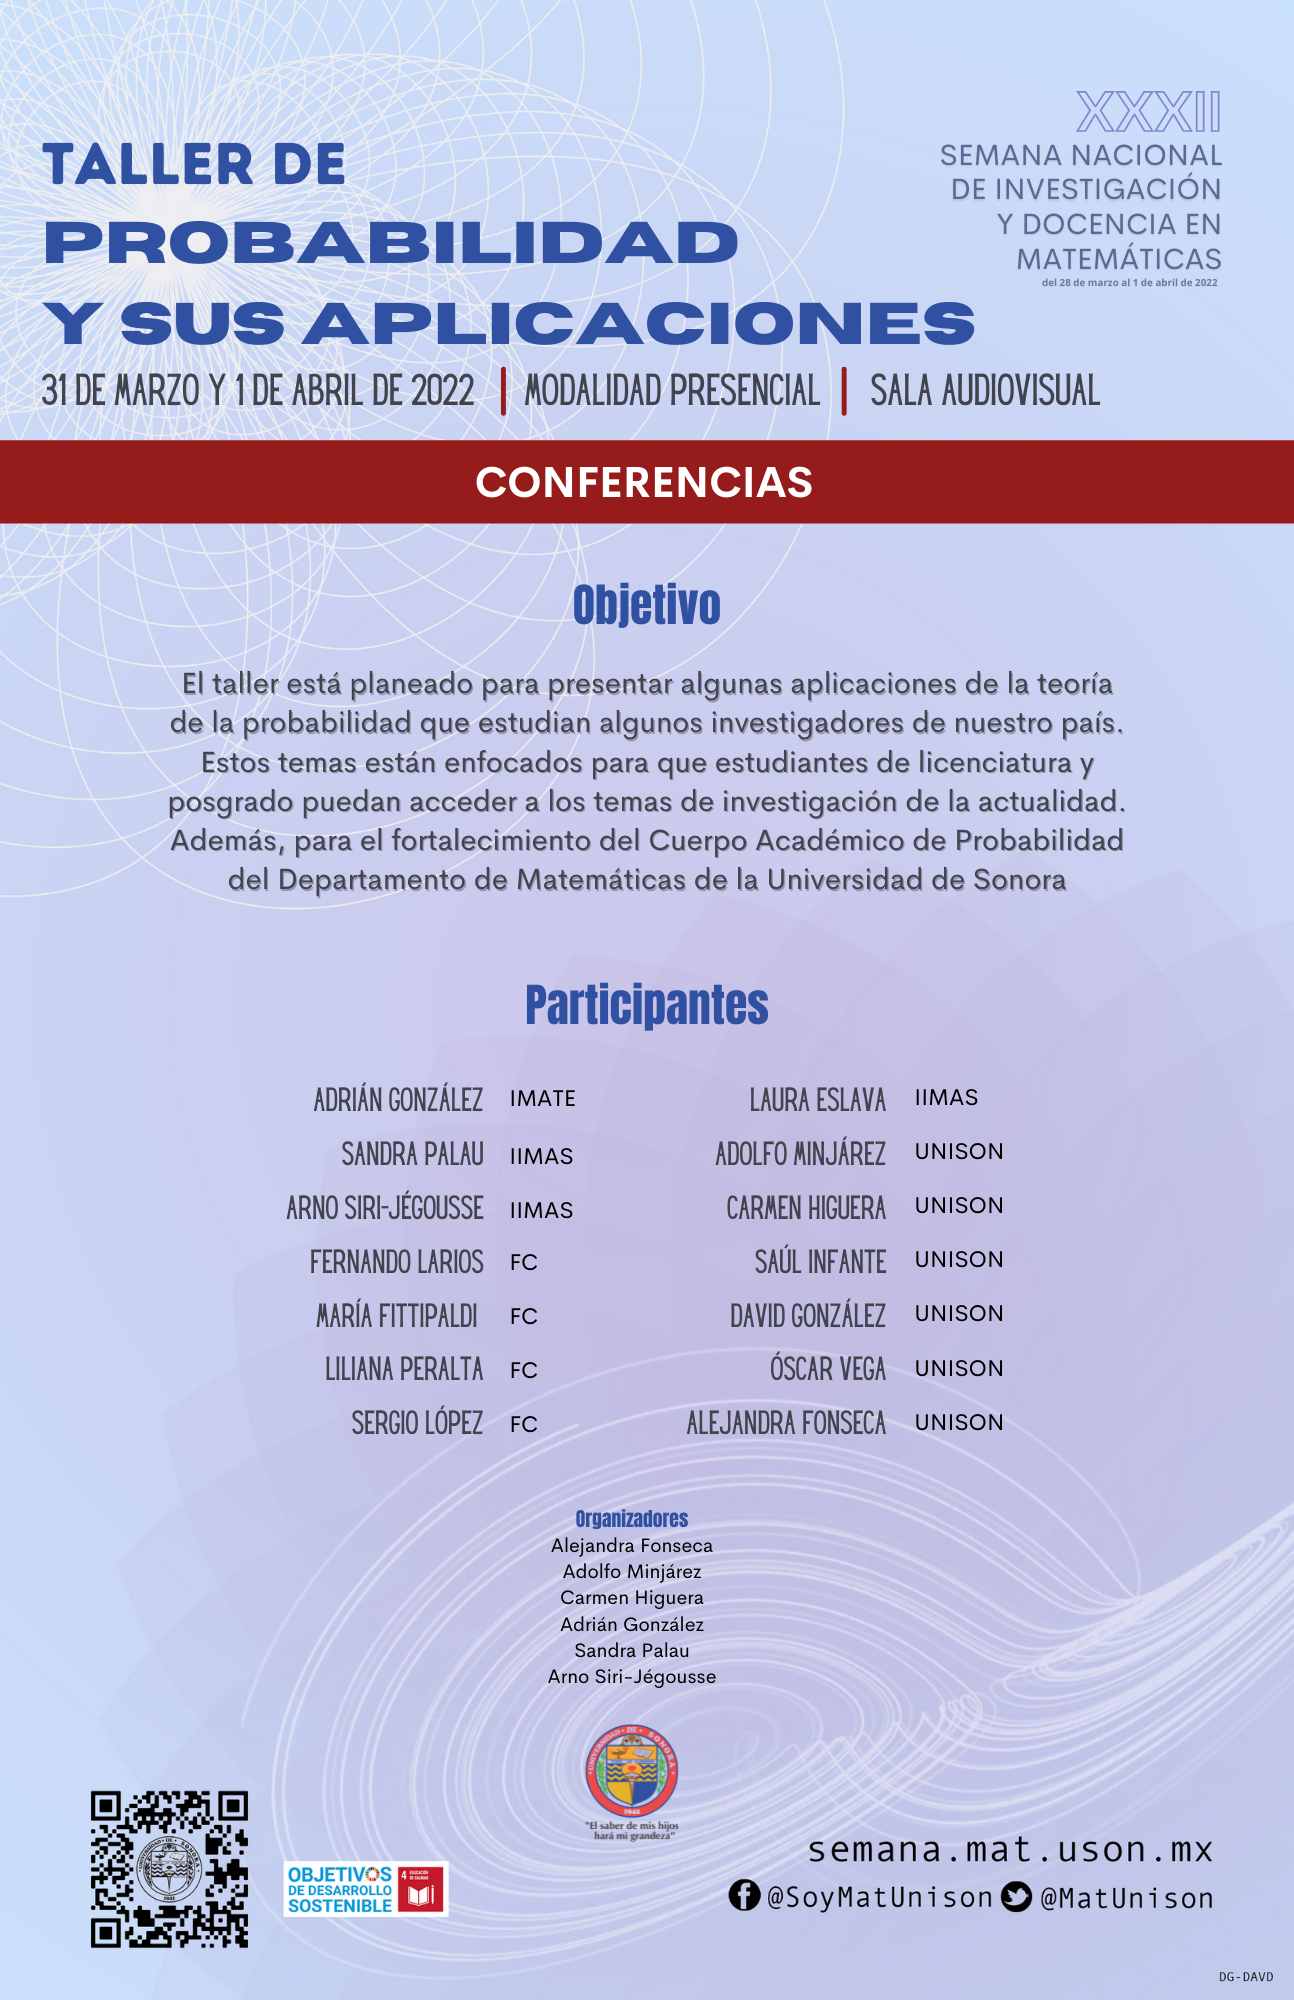 XXXII
SEMANA NACIONAL
DE INVESTIGACIÓN
Y DOCENCIA EN
MATEMÁTICAS
del 28 de marzo al 1 de abril de 2022
TALLER DE
PROBABILIDAD
Y SUS APLICACIONES
31 DE MARZO Y 1 DE ABRIL DE 2022 | MODALIDAD PRESENCIAL | SALA AUDIOVISUAL
CONFERENCIAS
Objetivo
El taller está planeado para presentar algunas aplicaciones de la teoría
de la probabilidad que estudian algunos investigadores de nuestro país.
Estos temas están enfocados para que estudiantes de licenciatura y
posgrado puedan acceder a los temas de investigación de la actualidad.
Además, para el fortalecimiento del Cuerpo Académico de Probabilidad
del Departamento de Matemáticas de la Universidad de Sonora
Participantes
ADRIÁN GONZÁLEZ IMATE
SANDRA PALAU IIMAS
ARNO SIRI-JÉGOUSSE IIMAS
FERNANDO LARIOS FC
MARÍA FITTIPALDI FC
LILIANA PERALTA FC
SERGIO LÓPEZ FC
LAURA ESLAVA IIMAS
ADOLFO MINJÁREZ UNISON
CARMEN HIGUERA UNISON
SAÚL INFANTE UNISON
DAVID GONZÁLEZ UNISON
ÓSCAR VEGA UNISON
ALEJANDRA FONSECA UNISON
Organizadores
Alejandra Fonseca
Adolfo Minjárez
Carmen Higuera
Adrián González
Sandra Palau
Arno Siri-Jégousse
UNIVERSIDAD DE SONORA
1942
"El saber de mis hijos
hará mi grandeza"
UNIVERSIDAD DE SONORA
1942
OBJETIVOS
DE DESARROLLO
SOSTENIBLE
4 EDUCACIÓN
DE CALIDAD
semana.mat.uson.mx
@SoyMatUnison @MatUnison
DG-DAVD